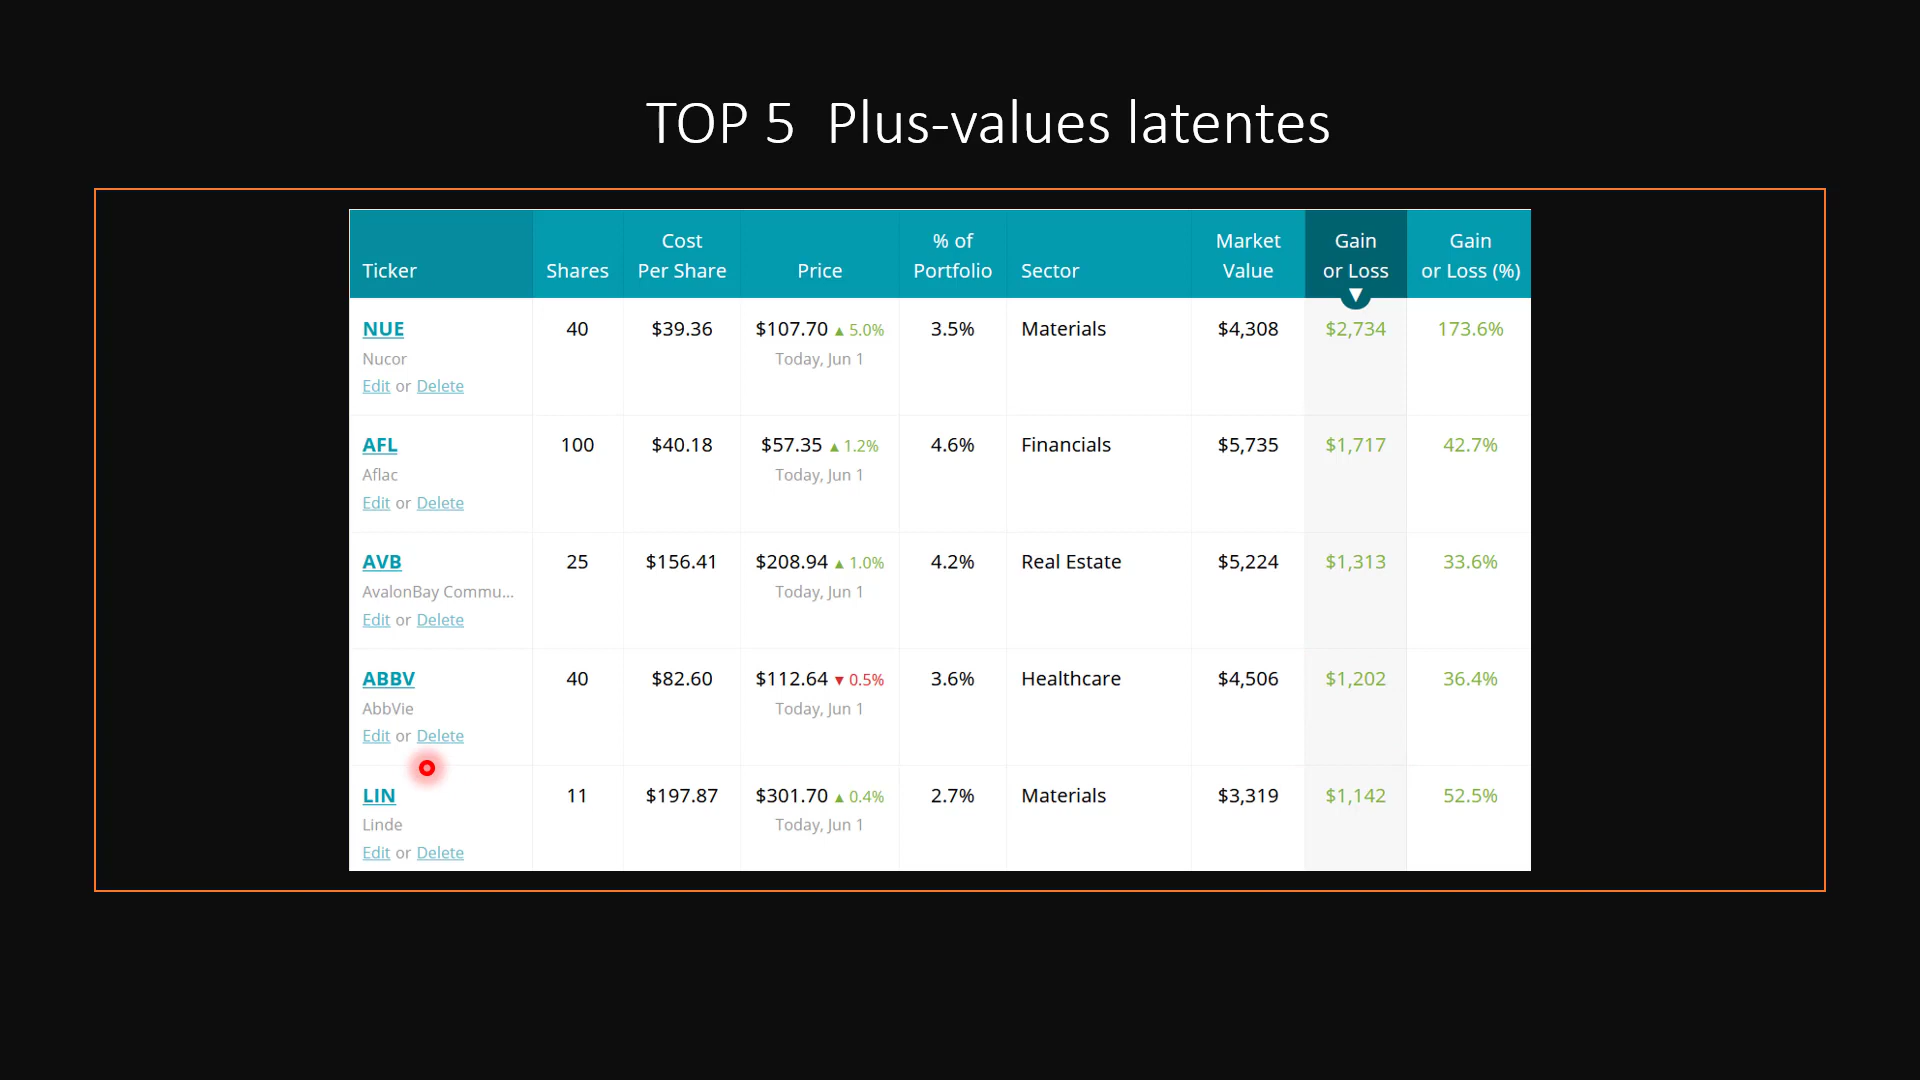 TOP 5  Plus-values latentes
Ticker Shares Cost Per Share Price % of Portfolio Sector Market Value Gain or Loss ▼ Gain or Loss (%)
NUE 40 $39.36 $107.70 ▲ 5.0% 3.5% Materials $4,308 $2,734 173.6%
Nucor Today, Jun 1
Edit or Delete
AFL 100 $40.18 $57.35 ▲ 1.2% 4.6% Financials $5,735 $1,717 42.7%
Aflac Today, Jun 1
Edit or Delete
AVB 25 $156.41 $208.94 ▲ 1.0% 4.2% Real Estate $5,224 $1,313 33.6%
AvalonBay Commu... Today, Jun 1
Edit or Delete
ABBV 40 $82.60 $112.64 ▼ 0.5% 3.6% Healthcare $4,506 $1,202 36.4%
AbbVie Today, Jun 1
Edit or Delete
LIN 11 $197.87 $301.70 ▲ 0.4% 2.7% Materials $3,319 $1,142 52.5%
Linde Today, Jun 1
Edit or Delete